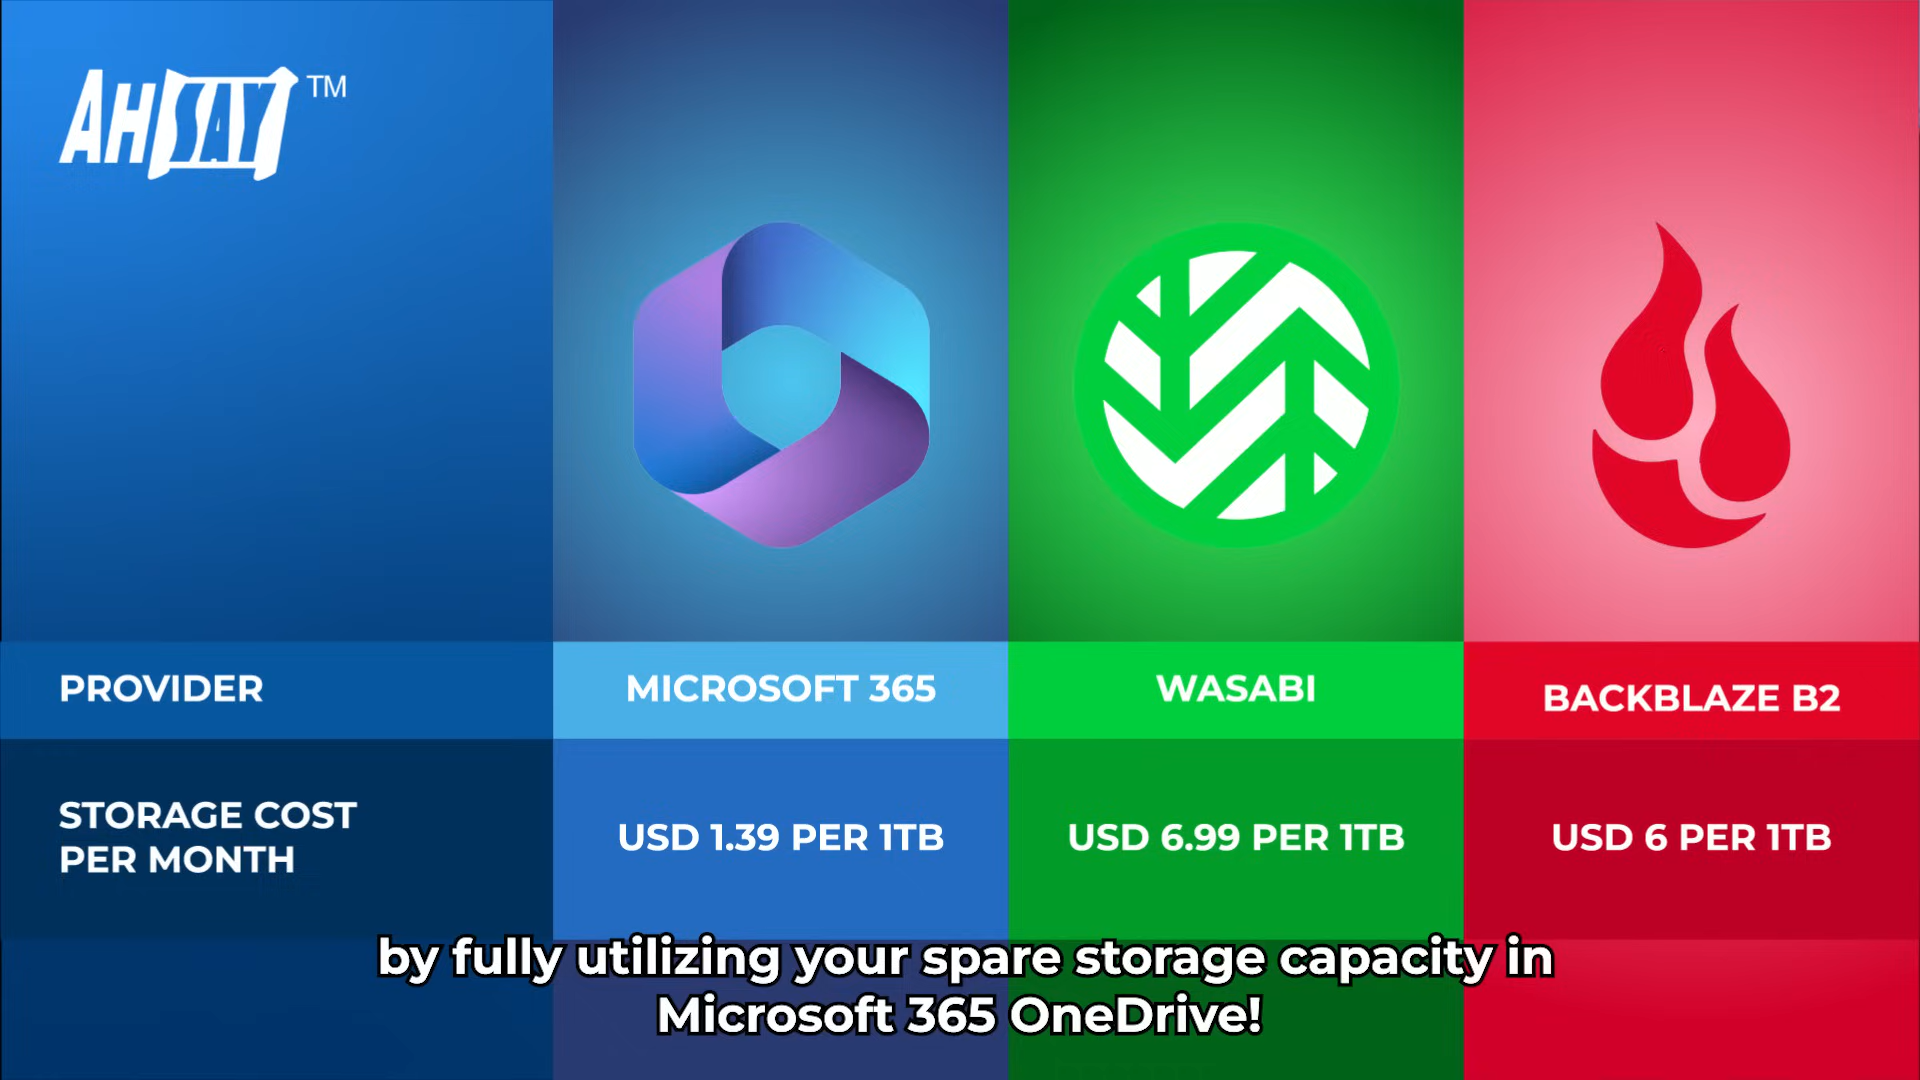 AHSAY™
PROVIDER
MICROSOFT 365
WASABI
BACKBLAZE B2
STORAGE COST
PER MONTH
USD 1.39 PER 1TB
USD 6.99 PER 1TB
USD 6 PER 1TB
by fully utilizing your spare storage capacity in
Microsoft 365 OneDrive!